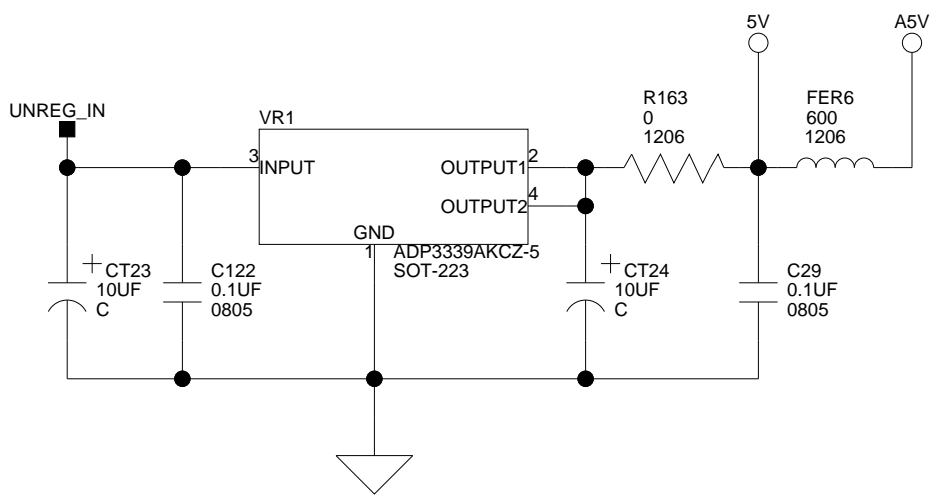 5V
A5V
UNREG_IN
VR1
R163
0
1206
FER6
600
1206
3
INPUT
OUTPUT1
2
OUTPUT2
4
GND
1
ADP3339AKCZ-5
SOT-223
+
CT23
10UF
C
C122
0.1UF
0805
+
CT24
10UF
C
C29
0.1UF
0805